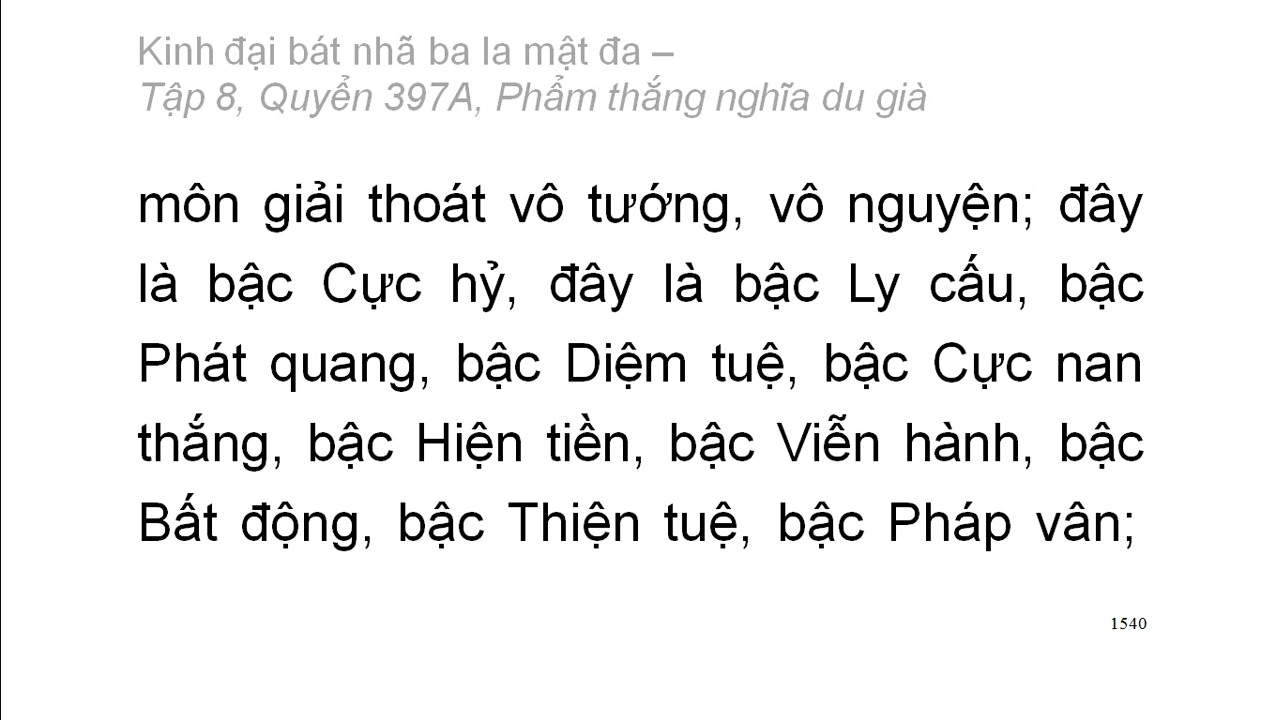 Kinh đại bát nhã ba la mật đa –
Tập 8, Quyển 397A, Phẩm thắng nghĩa du già
môn giải thoát vô tướng, vô nguyện; đây
là bậc Cực hỷ, đây là bậc Ly cấu, bậc
Phát quang, bậc Diệm tuệ, bậc Cực nan
thắng, bậc Hiện tiền, bậc Viễn hành, bậc
Bất động, bậc Thiện tuệ, bậc Pháp vân;
1540